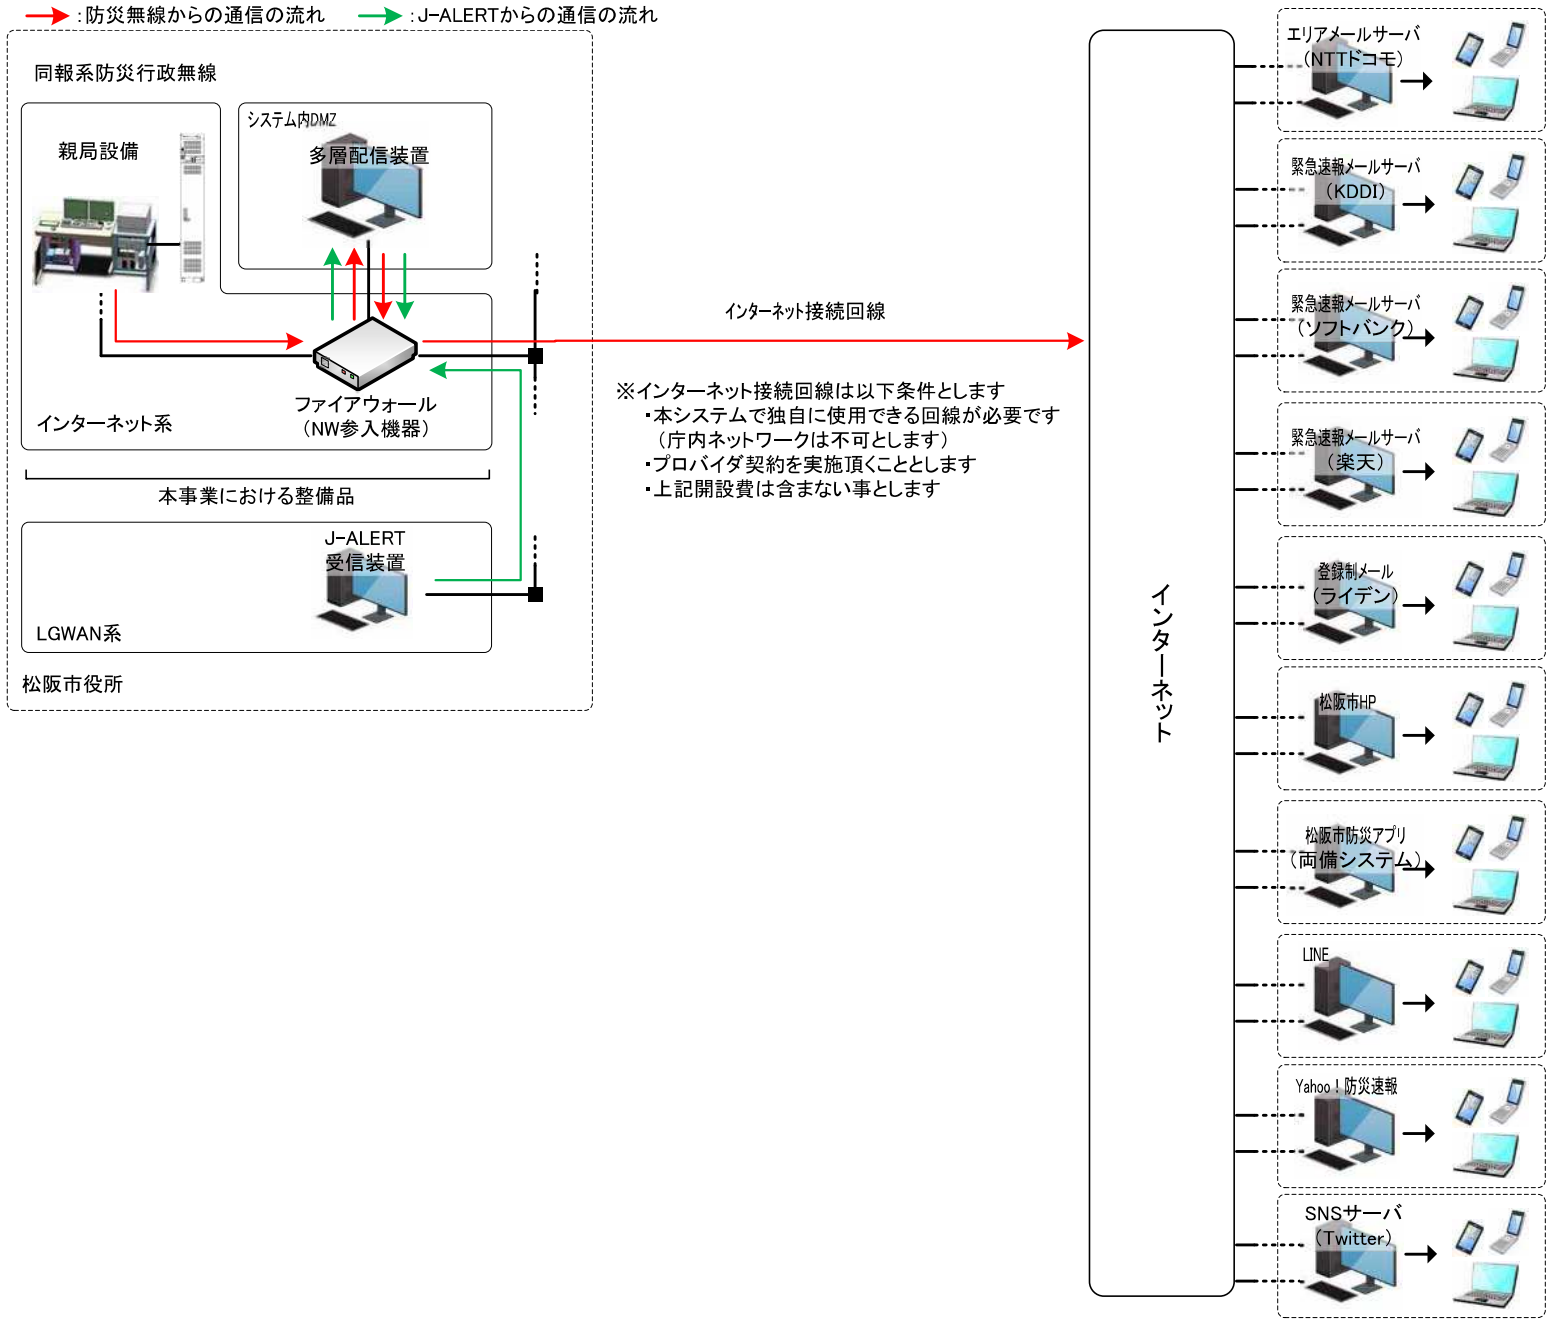 ：防災無線からの通信の流れ
：J-ALERTからの通信の流れ
同報系防災行政無線
親局設備
システム内DMZ
多層配信装置
ファイアウォール
（NW参入機器）
インターネット系
本事業における整備品
J-ALERT
受信装置
LGWAN系
松阪市役所
インターネット接続回線
※インターネット接続回線は以下条件とします
・本システムで独自に使用できる回線が必要です
（庁内ネットワークは不可とします）
・プロバイダ契約を実施頂くこととします
・上記開設費は含まない事とします
インターネット
エリアメールサーバ
（NTTドコモ）
緊急速報メールサーバ
（KDDI）
緊急速報メールサーバ
（ソフトバンク）
緊急速報メールサーバ
（楽天）
登録制メール
（ライデン）
松阪市HP
松阪市防災アプリ
（両備システム）
LINE
Yahoo！防災速報
SNSサーバ
（Twitter）